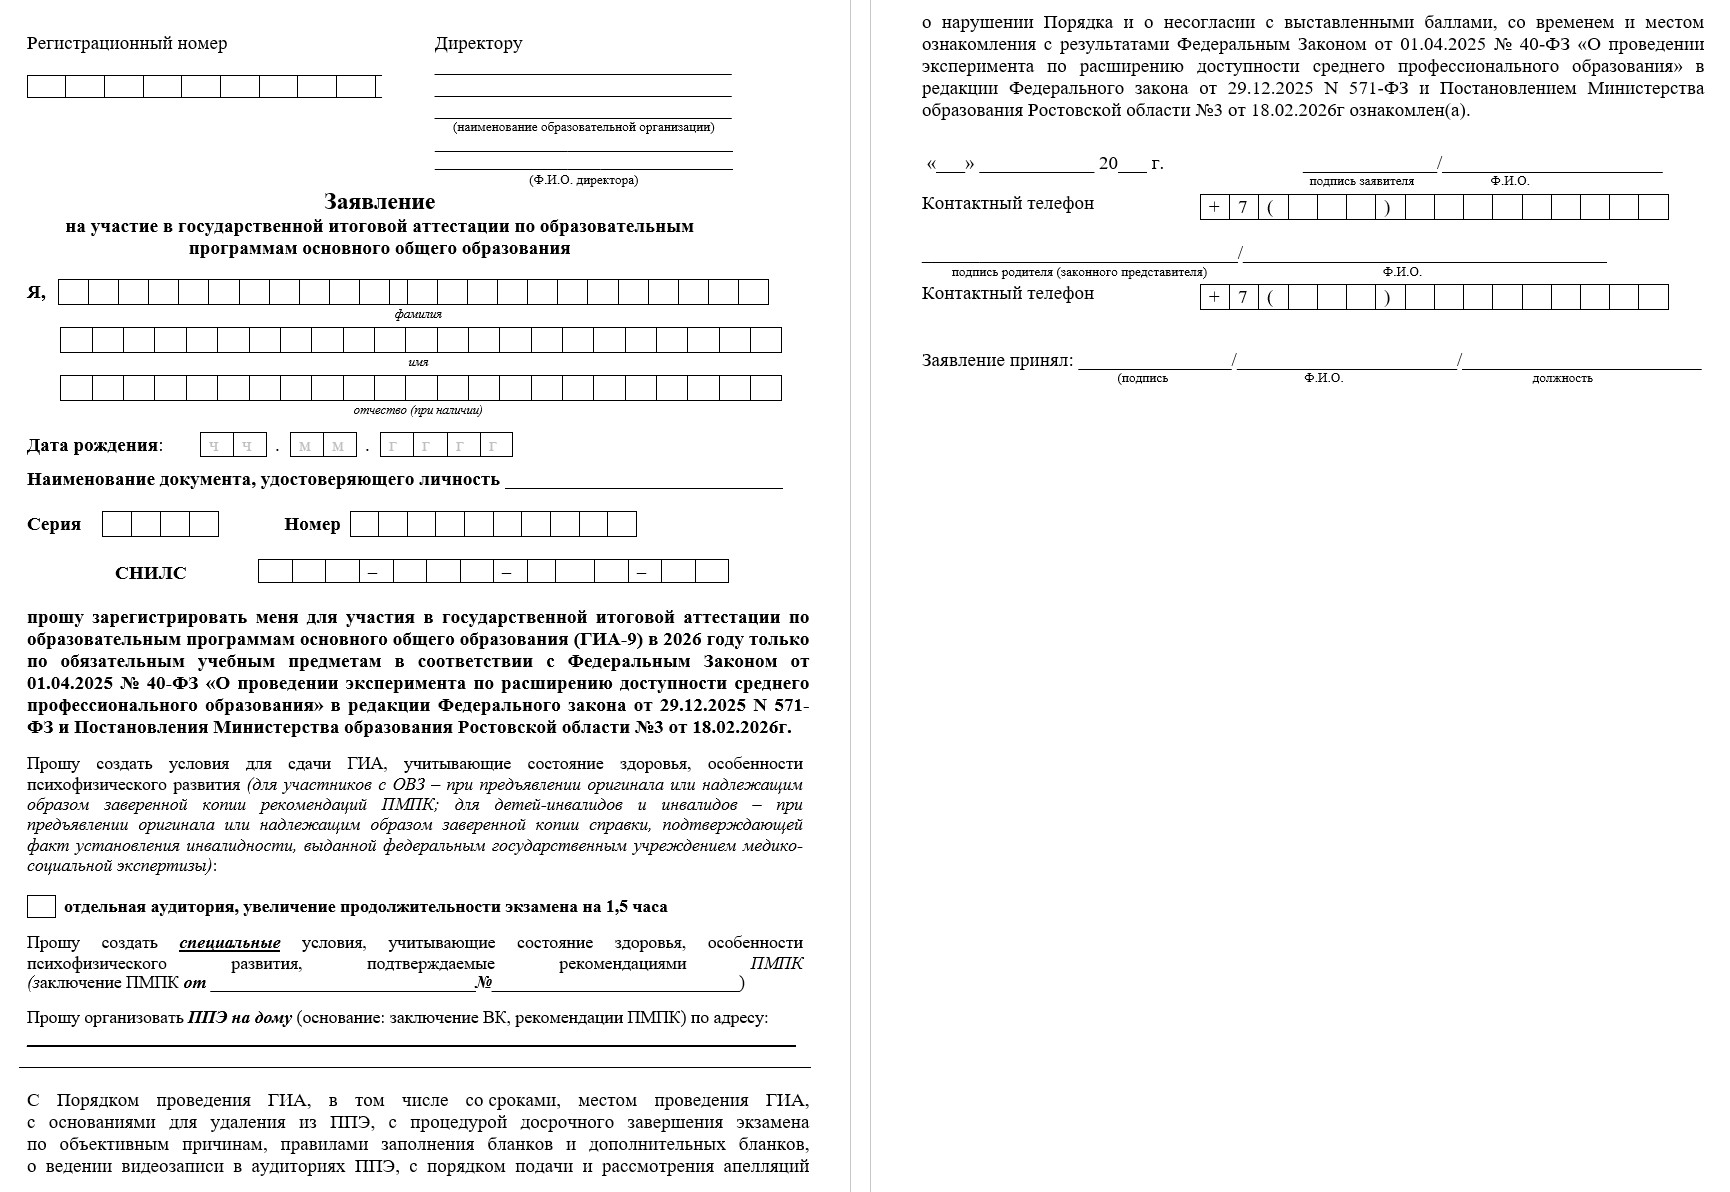 Регистрационный номер
Директору
(наименование образовательной организации)
(Ф.И.О. директора)
Заявление
на участие в государственной итоговой аттестации по образовательным
программам основного общего образования
Я,
фамилия
имя
отчество (при наличии)
Дата рождения: ч ч . м м . г г г г
Наименование документа, удостоверяющего личность ____
Серия Номер
СНИЛС – – –
прошу зарегистрировать меня для участия в государственной итоговой аттестации по
образовательным программам основного общего образования (ГИА-9) в 2026 году только
по обязательным учебным предметам в соответствии с Федеральным Законом от
01.04.2025 № 40-ФЗ «О проведении эксперимента по расширению доступности среднего
профессионального образования» в редакции Федерального закона от 29.12.2025 N 571-
ФЗ и Постановления Министерства образования Ростовской области №3 от 18.02.2026г.
Прошу создать условия для сдачи ГИА, учитывающие состояние здоровья, особенности
психофизического развития (для участников с ОВЗ – при предъявлении оригинала или надлежащим
образом заверенной копии рекомендаций ПМПК; для детей-инвалидов и инвалидов – при
предъявлении оригинала или надлежащим образом заверенной копии справки, подтверждающей
факт установления инвалидности, выданной федеральным государственным учреждением медико-
социальной экспертизы):
отдельная аудитория, увеличение продолжительности экзамена на 1,5 часа
Прошу создать специальные условия, учитывающие состояние здоровья, особенности
психофизического развития, подтверждаемые рекомендациями ПМПК
(заключение ПМПК от ____№____)
Прошу организовать ППЭ на дому (основание: заключение ВК, рекомендации ПМПК) по адресу:
С Порядком проведения ГИА, в том числе со сроками, местом проведения ГИА,
с основаниями для удаления из ППЭ, с процедурой досрочного завершения экзамена
по объективным причинам, правилами заполнения бланков и дополнительных бланков,
о ведении видеозаписи в аудиториях ППЭ, с порядком подачи и рассмотрения апелляций
о нарушении Порядка и о несогласии с выставленными баллами, со временем и местом
ознакомления с результатами Федеральным Законом от 01.04.2025 № 40-ФЗ «О проведении
эксперимента по расширению доступности среднего профессионального образования» в
редакции Федерального закона от 29.12.2025 N 571-ФЗ и Постановлением Министерства
образования Ростовской области №3 от 18.02.2026г ознакомлен(а).
«___» ____ 20___ г. ____/____
подпись заявителя Ф.И.О.
Контактный телефон + 7 ( )
____/____
подпись родителя (законного представителя) Ф.И.О.
Контактный телефон + 7 ( )
Заявление принял: ____/____/____
(подпись Ф.И.О. должность